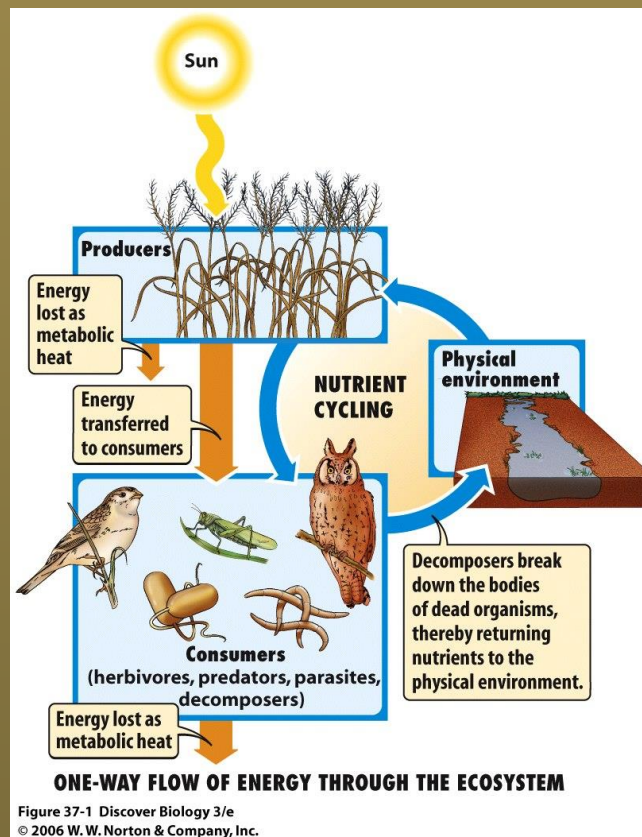 Sun
Producers
Energy
lost as
metabolic
heat
Energy
transferred
to consumers
NUTRIENT
CYCLING
Physical
environment
Decomposers break
down the bodies
of dead organisms,
thereby returning
nutrients to the
physical environment.
Consumers
(herbivores, predators, parasites,
decomposers)
Energy lost as
metabolic heat
ONE-WAY FLOW OF ENERGY THROUGH THE ECOSYSTEM
Figure 37-1 Discover Biology 3/e
© 2006 W. W. Norton & Company, Inc.